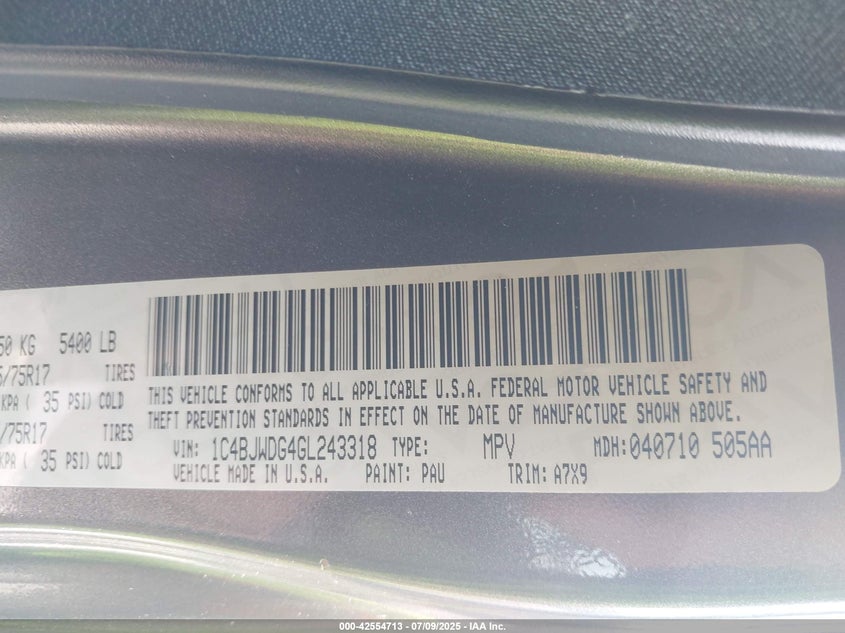 50 KG 5400 LB
/75R17 TIRES
KPA ( 35 PSI) COLD
/75R17 TIRES
KPA ( 35 PSI) COLD
THIS VEHICLE CONFORMS TO ALL APPLICABLE U.S.A. FEDERAL MOTOR VEHICLE SAFETY AND
THEFT PREVENTION STANDARDS IN EFFECT ON THE DATE OF MANUFACTURE SHOWN ABOVE.
VIN: 1C4BJWDG4GL243318 TYPE: MPV MDH: 040710 505AA
VEHICLE MADE IN U.S.A. PAINT: PAU TRIM: A7X9
000-42554713 - 07/09/2025 - IAA Inc.